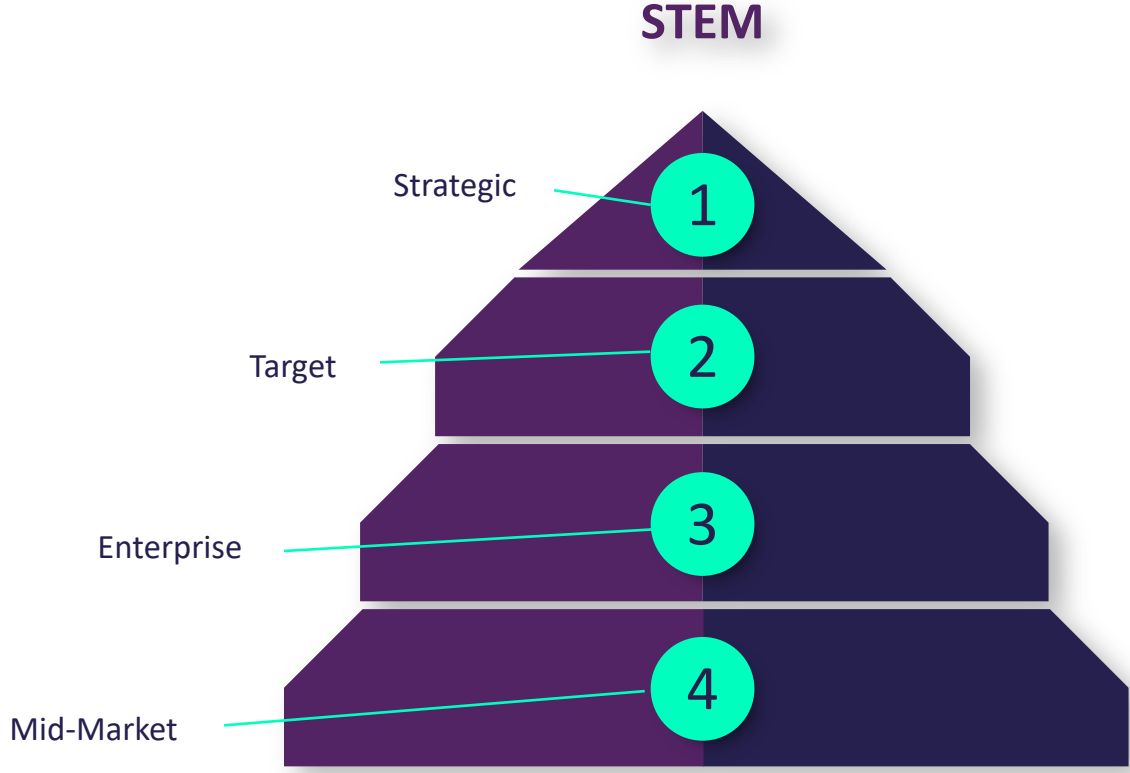 STEM
Strategic
1
Target
2
Enterprise
3
Mid-Market
4